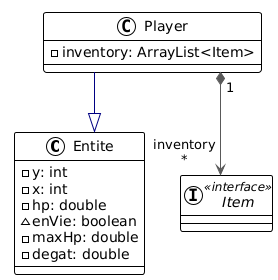 C Player
inventory: ArrayList<Item>
1
C Entite
y: int
x: int
hp: double
~enVie: boolean
maxHp: double
degat: double
inventory
*
I «interface»
Item